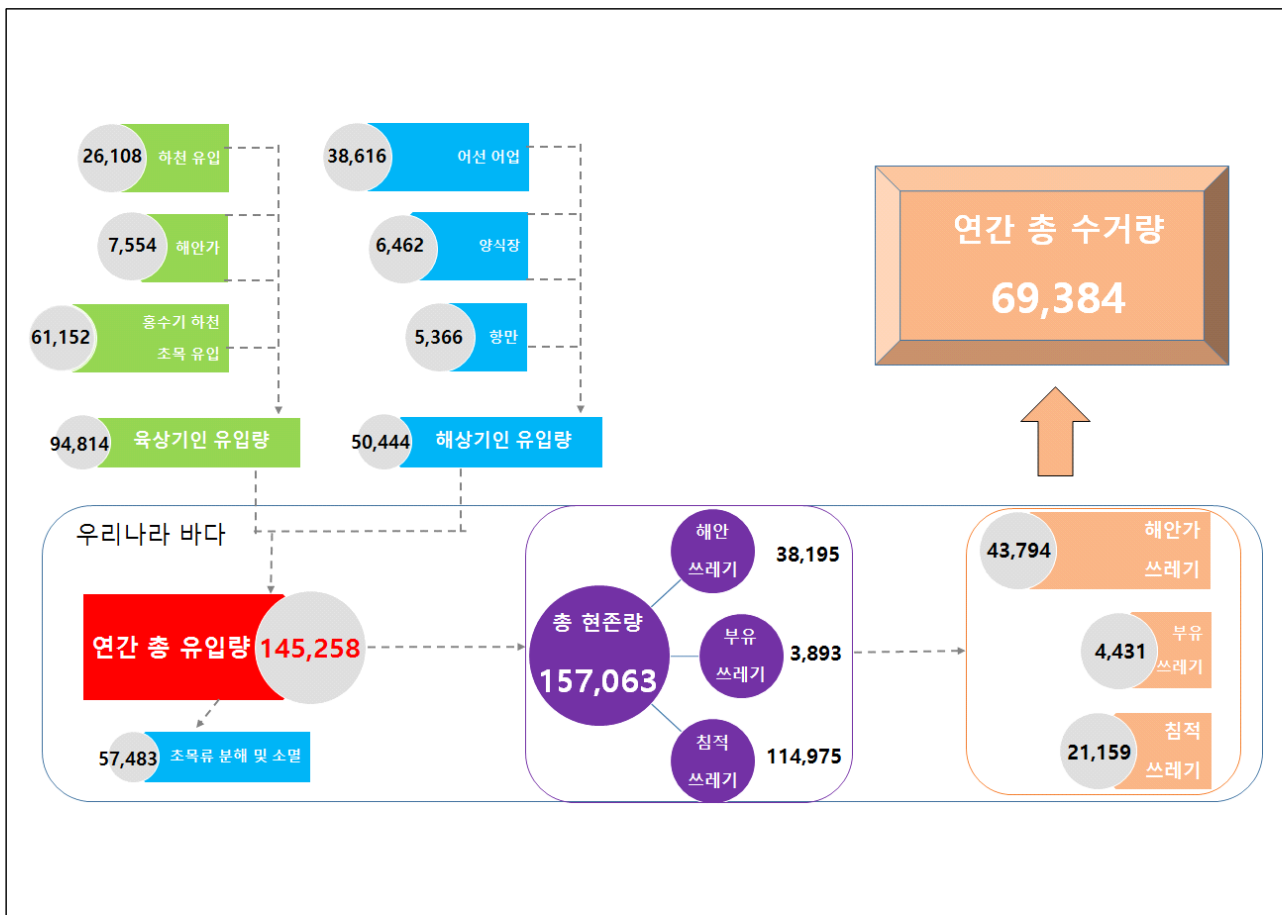 26,108
하천 유입
7,554
해안가
61,152
홍수기 하천
초목 유입
94,814
육상기인 유입량
38,616
어선 어업
6,462
양식장
5,366
항만
50,444
해상기인 유입량
연간 총 수거량
69,384
우리나라 바다
연간 총 유입량
145,258
57,483
초목류 분해 및 소멸
총 현존량
157,063
해안
쓰레기
38,195
부유
쓰레기
3,893
침적
쓰레기
114,975
43,794
해안가
쓰레기
4,431
부유
쓰레기
21,159
침적
쓰레기